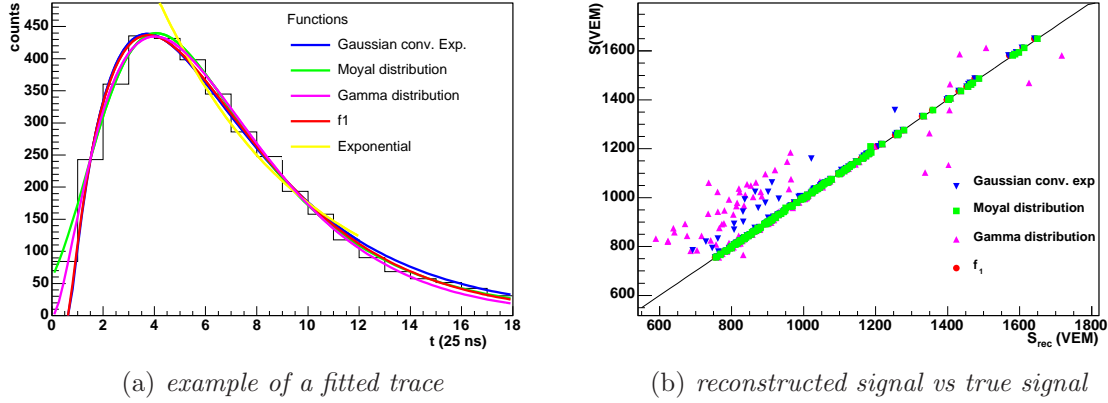 counts
450
400
350
300
250
200
150
100
50
0
Functions
Gaussian conv. Exp.
Moyal distribution
Gamma distribution
f1
Exponential
0 2 4 6 8 10 12 14 16 18
t (25 ns)
(a) example of a fitted trace
S(VEM)
1600
1400
1200
1000
800
600
Gaussian conv. exp
Moyal distribution
Gamma distribution
f1
600 800 1000 1200 1400 1600 1800
Srec (VEM)
(b) reconstructed signal vs true signal